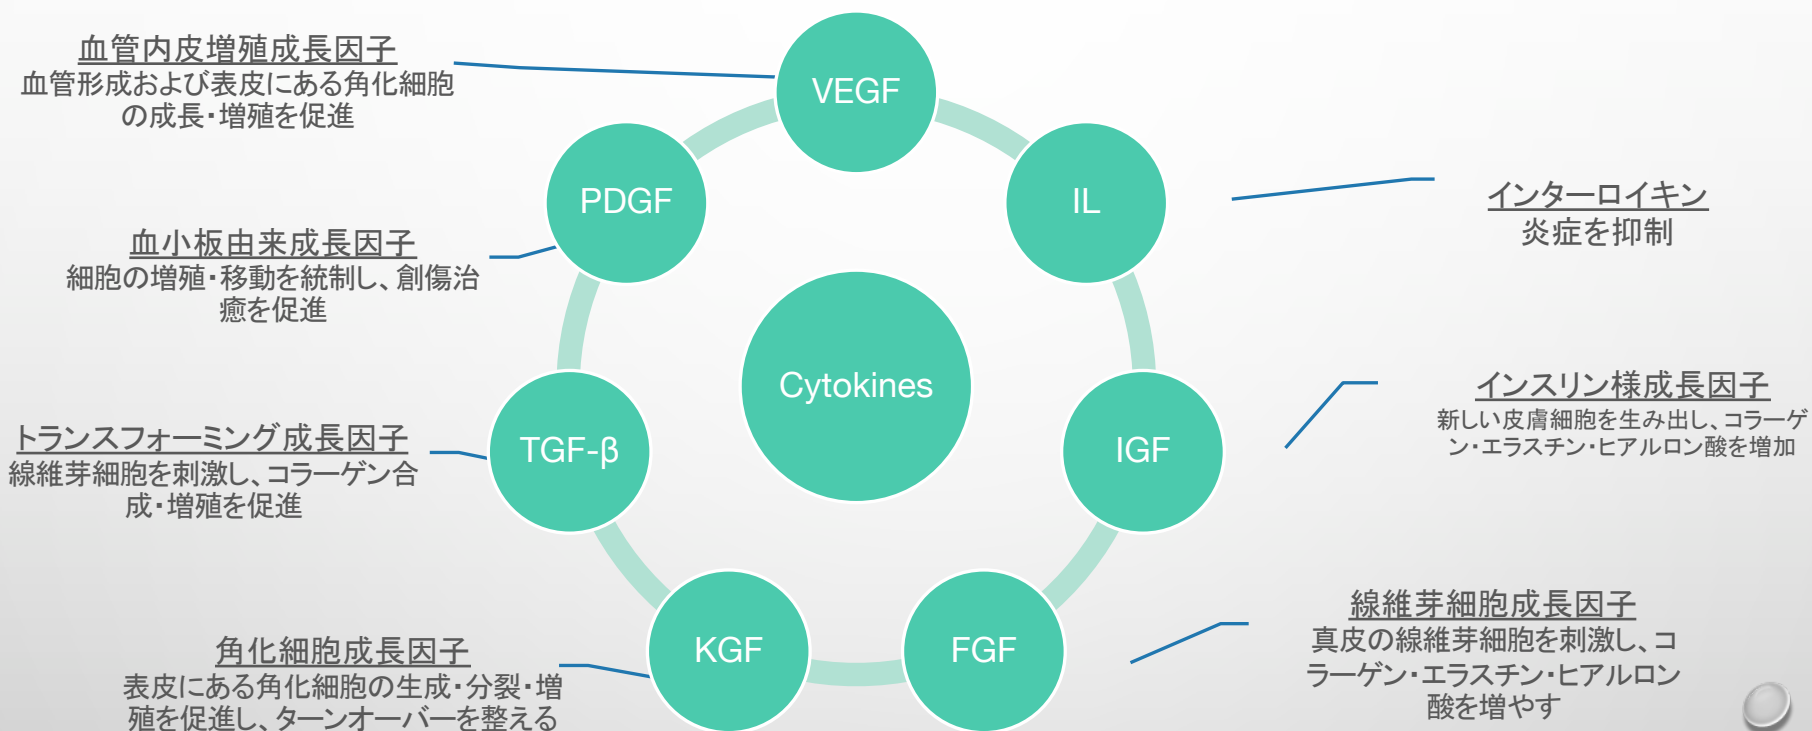 血管内皮増殖成長因子
血管形成および表皮にある角化細胞
の成長・増殖を促進
VEGF
PDGF
IL
インターロイキン
炎症を抑制
血小板由来成長因子
細胞の増殖・移動を統制し、創傷治
癒を促進
Cytokines
インスリン様成長因子
新しい皮膚細胞を生み出し、コラーゲ
ン・エラスチン・ヒアルロン酸を増加
トランスフォーミング成長因子
線維芽細胞を刺激し、コラーゲン合
成・増殖を促進
TGF-β
IGF
角化細胞成長因子
表皮にある角化細胞の生成・分裂・増
殖を促進し、ターンオーバーを整える
KGF
FGF
線維芽細胞成長因子
真皮の線維芽細胞を刺激し、コ
ラーゲン・エラスチン・ヒアルロン
酸を増やす